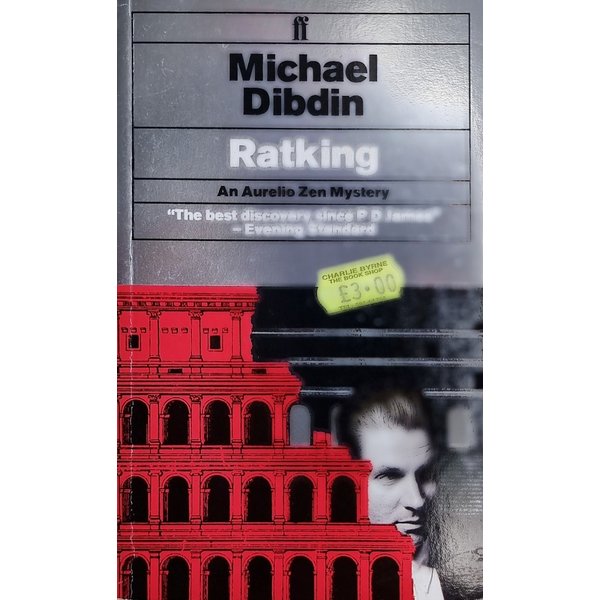 ff
Michael
Dibdin
Ratking
An Aurelio Zen Mystery
"The best discovery since P D James"
– Evening Standard
CHARLIE BYRNE
THE BOOK SHOP
£3·00